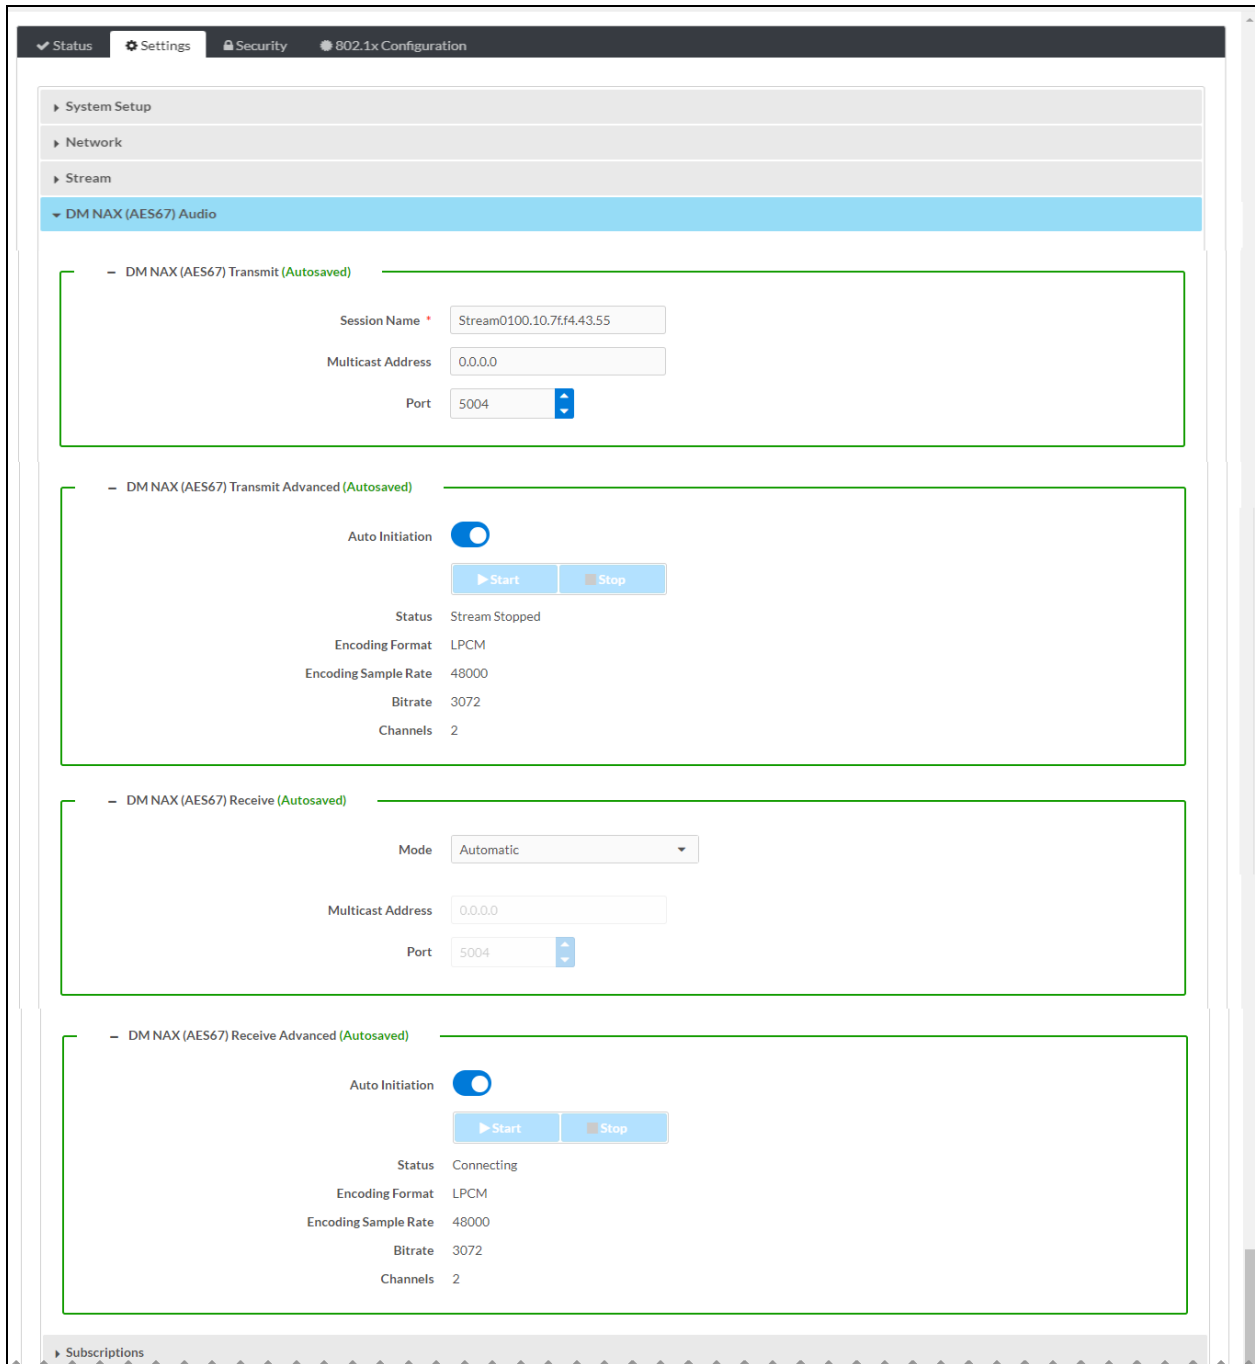 Status Settings Security 802.1x Configuration
System Setup
Network
Stream
DM NAX (AES67) Audio
DM NAX (AES67) Transmit (Autosaved)
Session Name * Stream0100.10.7f.f4.43.55
Multicast Address 0.0.0.0
Port 5004
DM NAX (AES67) Transmit Advanced (Autosaved)
Auto Initiation
Start Stop
Status Stream Stopped
Encoding Format LPCM
Encoding Sample Rate 48000
Bitrate 3072
Channels 2
DM NAX (AES67) Receive (Autosaved)
Mode Automatic
Multicast Address 0.0.0.0
Port 5004
DM NAX (AES67) Receive Advanced (Autosaved)
Auto Initiation
Start Stop
Status Connecting
Encoding Format LPCM
Encoding Sample Rate 48000
Bitrate 3072
Channels 2
Subscriptions